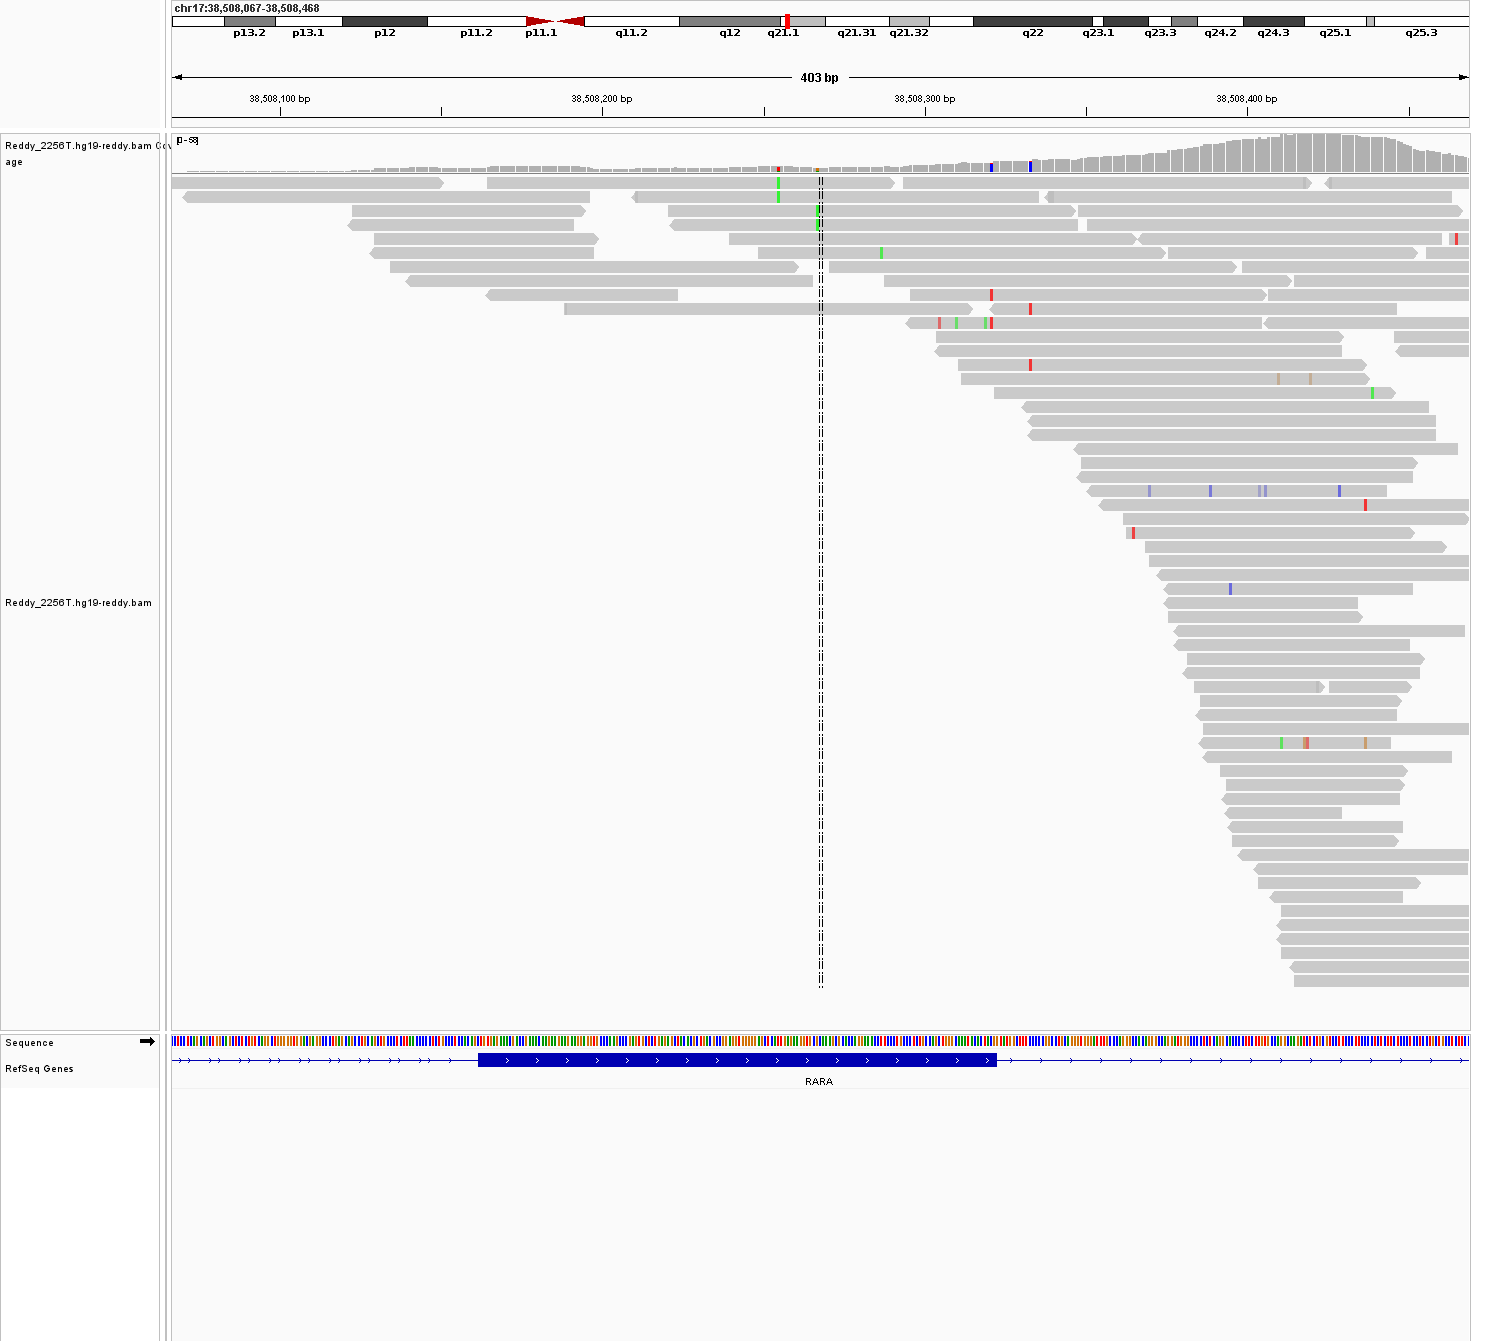 chr17:38,508,067-38,508,468
p13.2 p13.1 p12 p11.2 p11.1 q11.2 q12 q21.1 q21.31 q21.32 q22 q23.1 q23.3 q24.2 q24.3 q25.1 q25.3
403 bp
38,508,100 bp 38,508,200 bp 38,508,300 bp 38,508,400 bp
Reddy_2256T.hg19-reddy.bam Cov
age
Reddy_2256T.hg19-reddy.bam
Sequence
RefSeq Genes
RARA